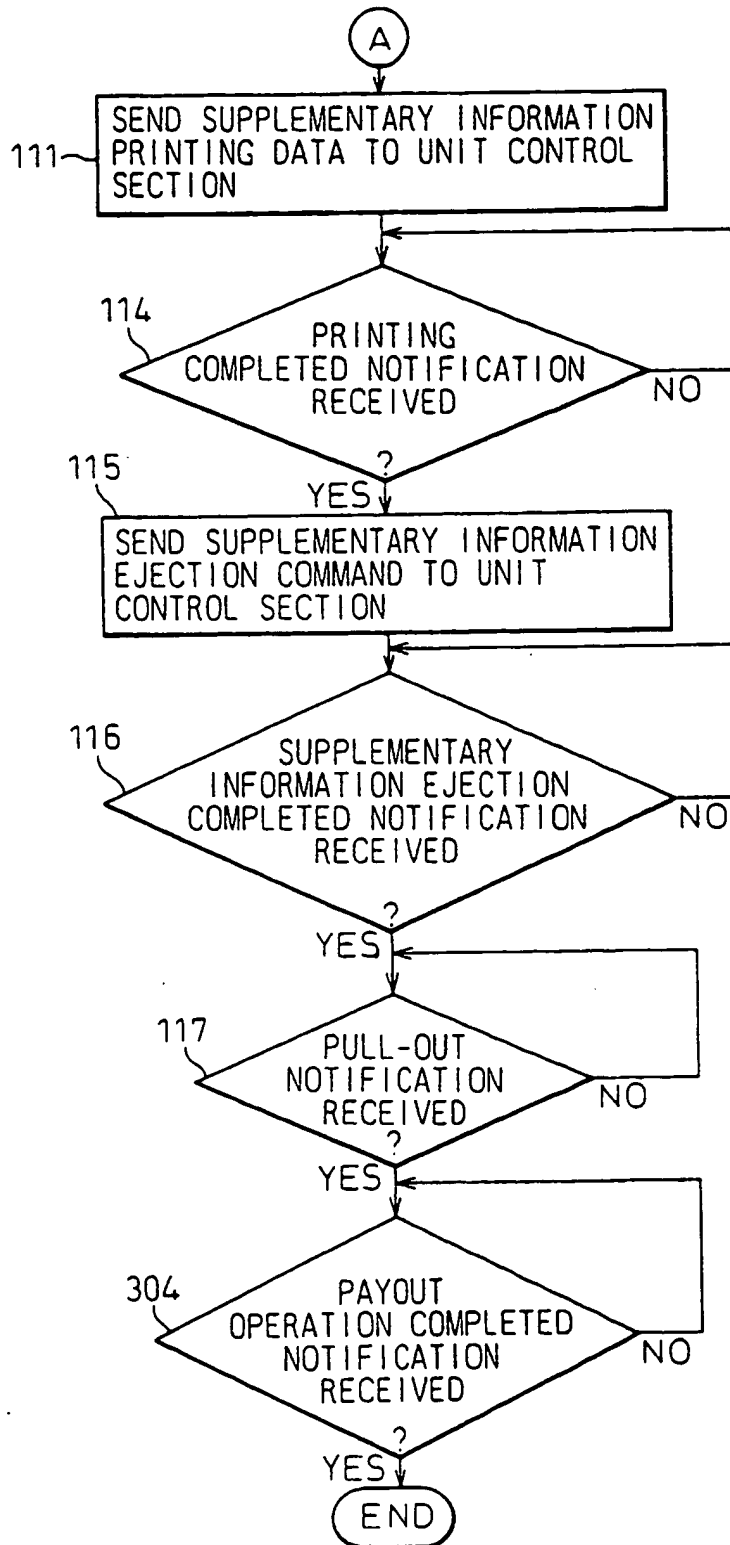 A
SEND SUPPLEMENTARY INFORMATION
PRINTING DATA TO UNIT CONTROL
SECTION
111
114
PRINTING
COMPLETED NOTIFICATION
RECEIVED
?
NO
YES
115
SEND SUPPLEMENTARY INFORMATION
EJECTION COMMAND TO UNIT
CONTROL SECTION
116
SUPPLEMENTARY
INFORMATION EJECTION
COMPLETED NOTIFICATION
RECEIVED
?
NO
YES
117
PULL-OUT
NOTIFICATION
RECEIVED
?
NO
YES
304
PAYOUT
OPERATION COMPLETED
NOTIFICATION
RECEIVED
?
NO
YES
END